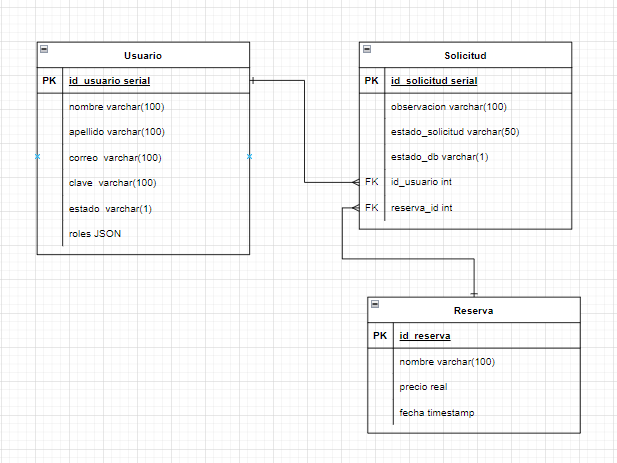 Usuario
PK id_usuario serial
nombre varchar(100)
apellido varchar(100)
correo varchar(100)
clave varchar(100)
estado varchar(1)
roles JSON
Solicitud
PK id_solicitud serial
observacion varchar(100)
estado_solicitud varchar(50)
estado_db varchar(1)
FK id_usuario int
FK reserva_id int
Reserva
PK id_reserva
nombre varchar(100)
precio real
fecha timestamp